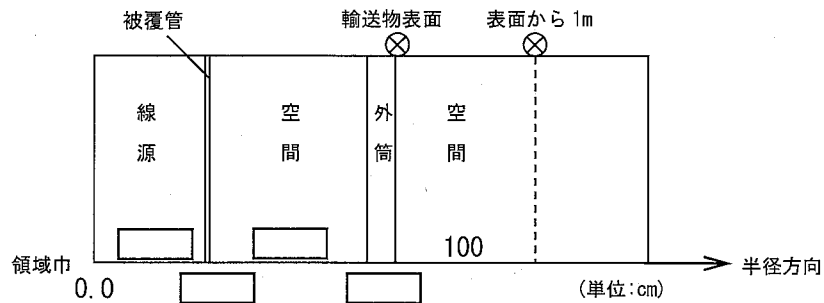 被覆管
輸送物表面
表面から1m
線源
空間
外筒
空間
100
領域巾
0.0
(単位:cm)
半径方向